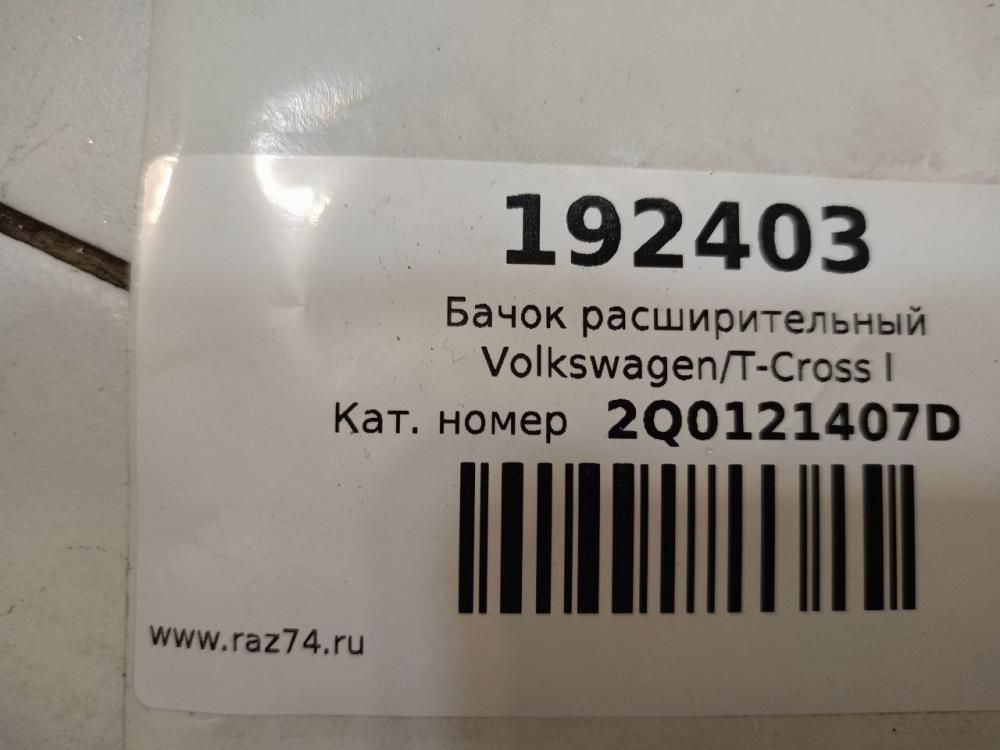 192403
Бачок расширительный
Volkswagen/T-Cross I
Кат. номер 2Q0121407D
www.raz74.ru